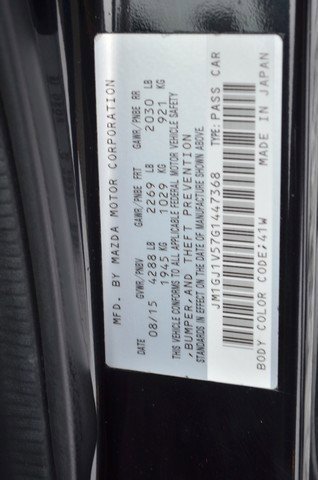 MFD. BY MAZDA MOTOR CORPORATION
GVWR/PNBV GAWR/PNBE FRT GAWR/PNBE RR
DATE 4288 LB 2269 LB 2030 LB
08/15 1945 KG 1029 KG 921 KG
THIS VEHICLE CONFORMS TO ALL APPLICABLE FEDERAL MOTOR VEHICLE SAFETY
,BUMPER,AND THEFT PREVENTION
STANDARDS IN EFFECT ON THE DATE OF MANUFACTURE SHOWN ABOVE.
JM1GJ1V57G1447368 TYPE: PASS CAR
BODY COLOR CODE:41W MADE IN JAPAN